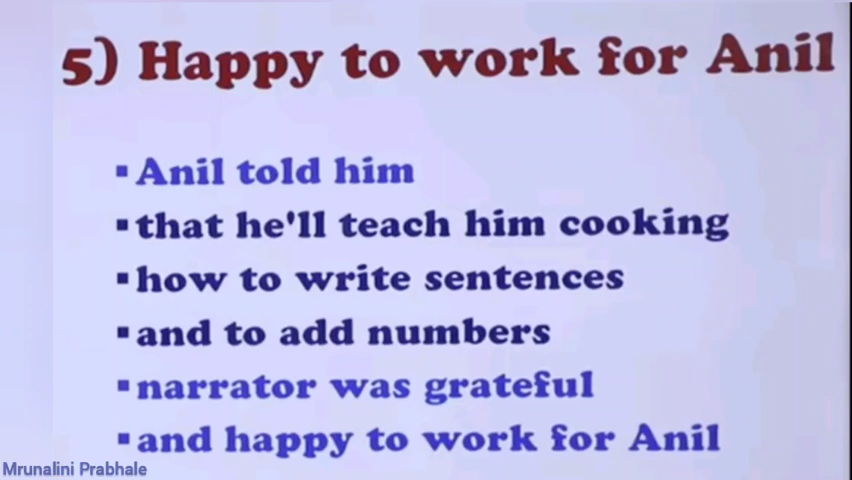 5) Happy to work for Anil
▪Anil told him
▪that he'll teach him cooking
▪how to write sentences
▪and to add numbers
▪narrator was grateful
▪and happy to work for Anil
Mrunalini Prabhale